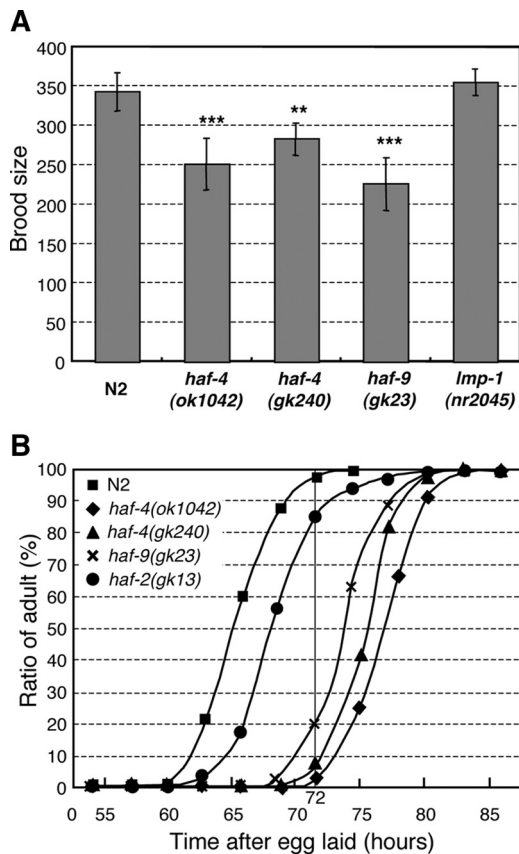 A
400
350
300
250
200
150
100
50
0
Brood size
***
**
***
N2
haf-4 (ok1042)
haf-4 (gk240)
haf-9 (gk23)
lmp-1 (nr2045)
B
100
90
80
70
60
50
40
30
20
10
0
Ratio of adult (%)
N2
haf-4(ok1042)
haf-4(gk240)
haf-9(gk23)
haf-2(gk13)
0 55 60 65 70 72 75 80 85
Time after egg laid (hours)